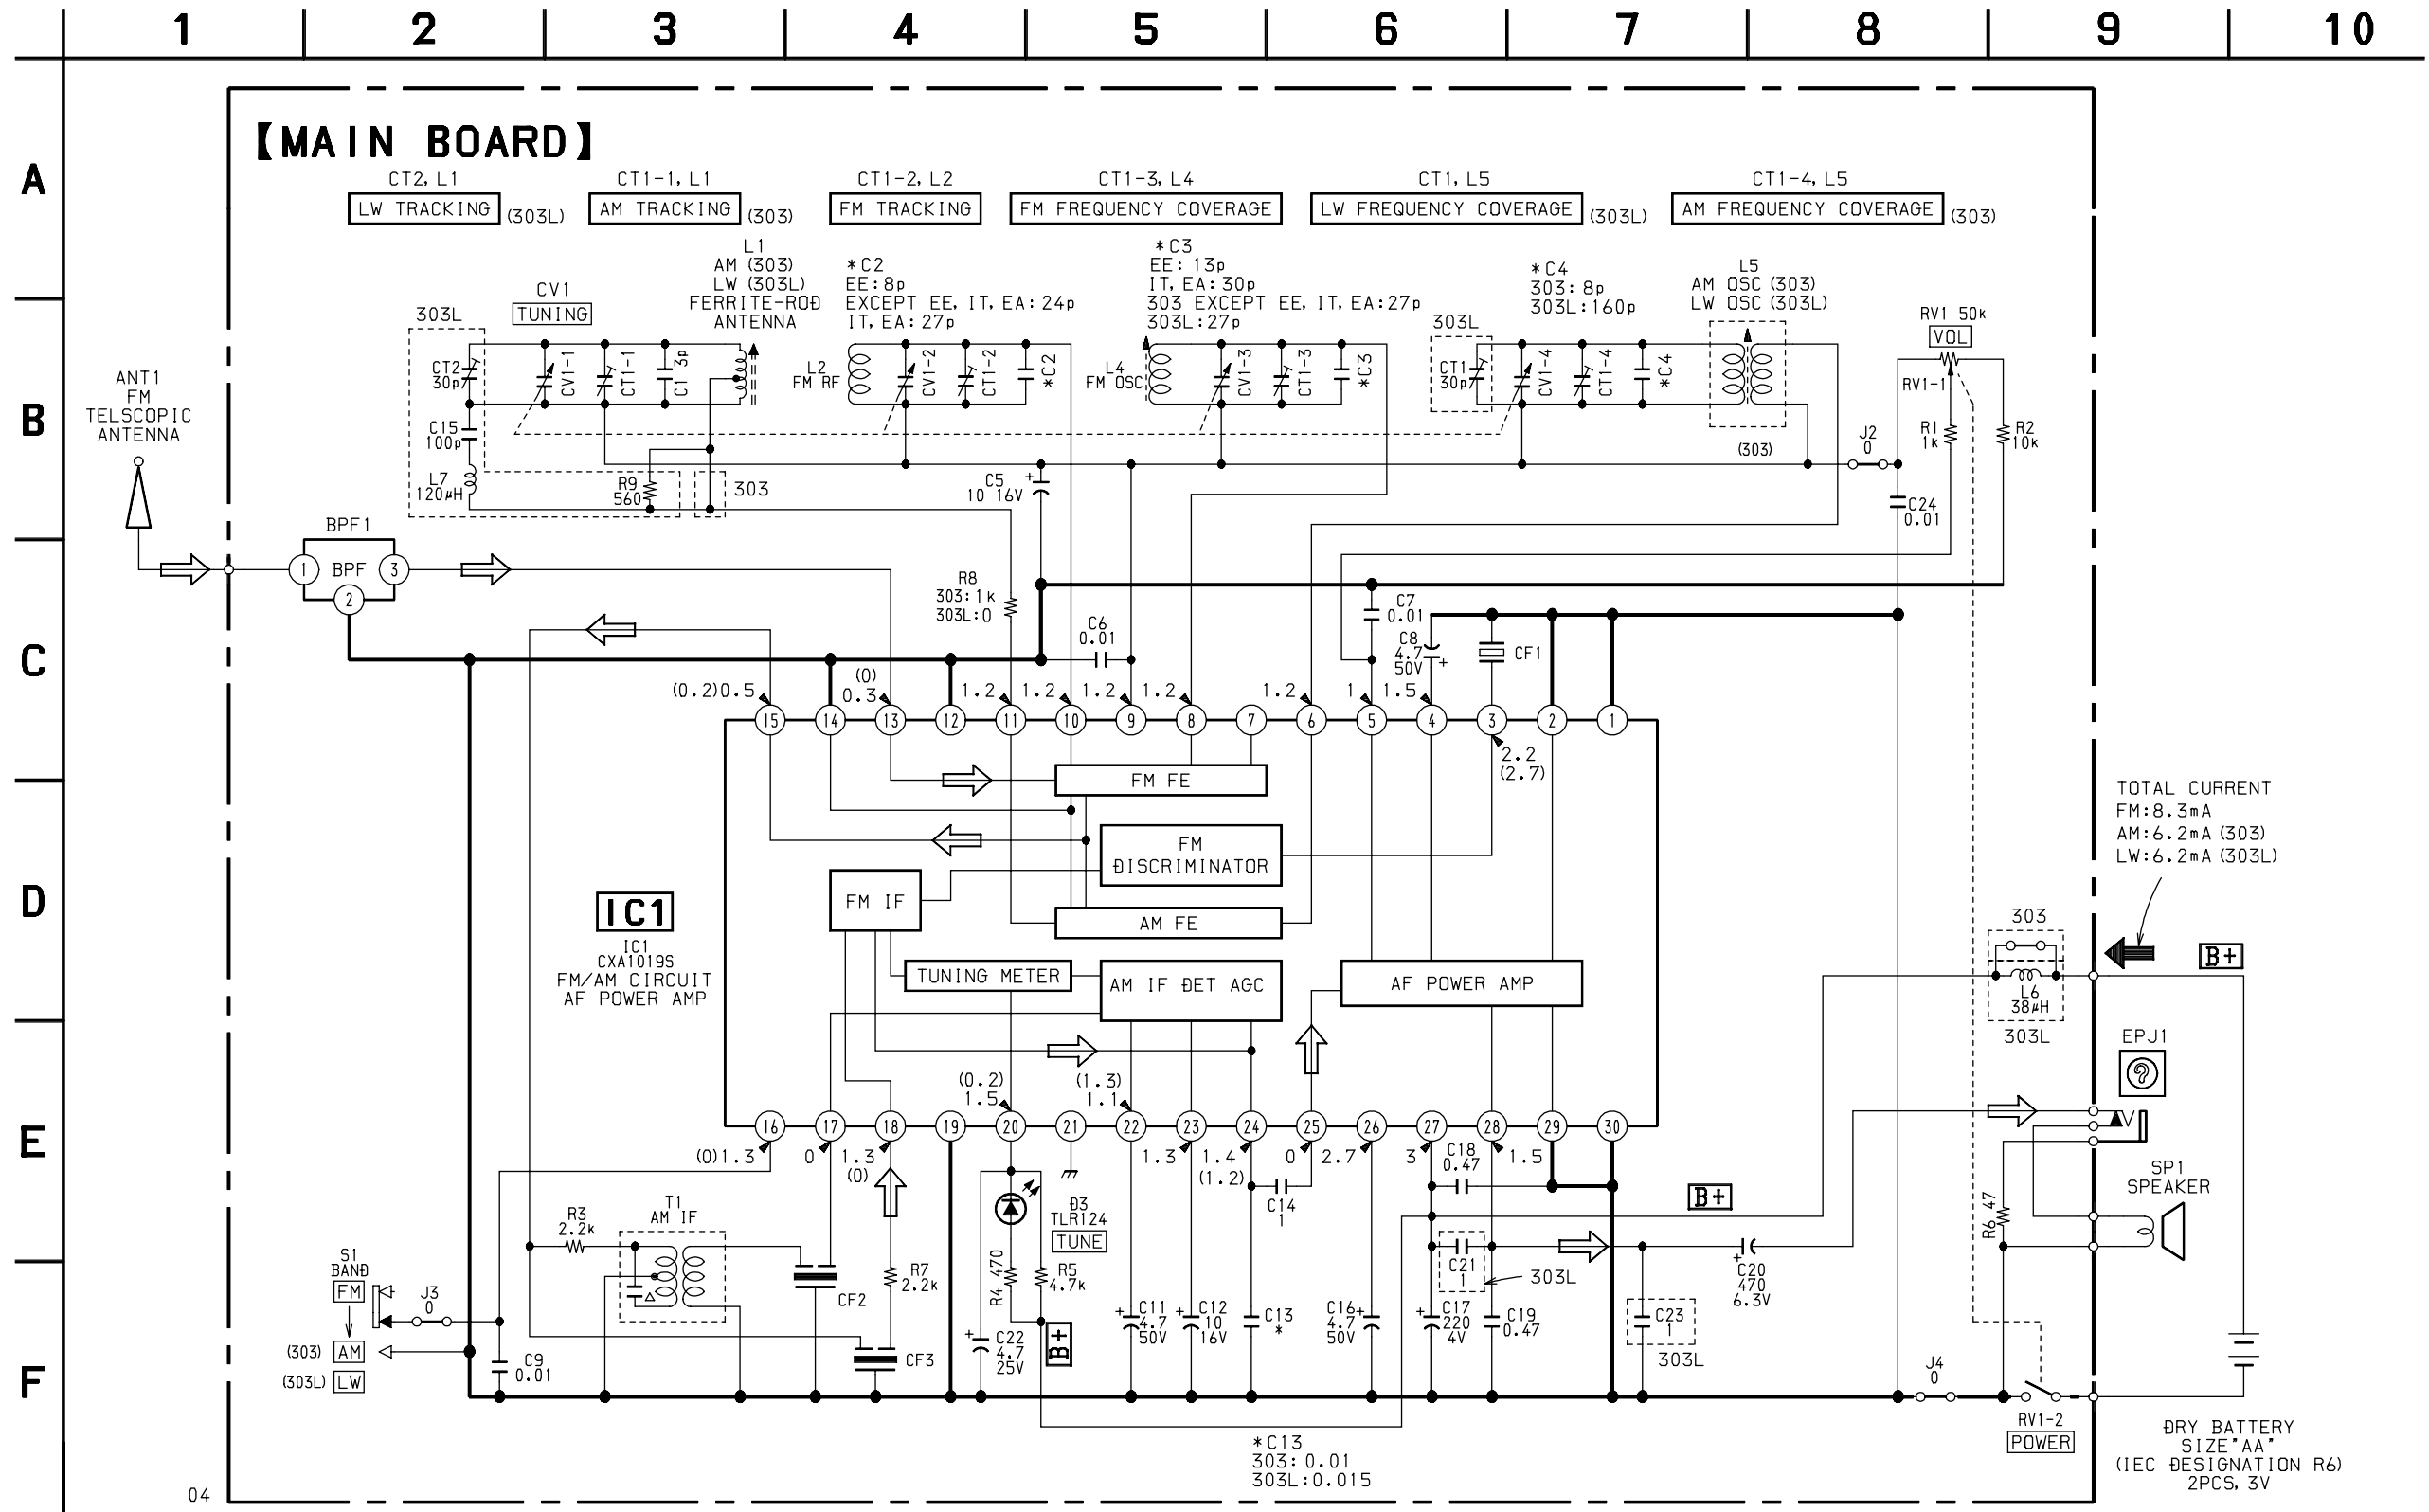 1 2 3 4 5 6 7 8 9 10
A
B
C
D
E
F
【MAIN BOARD】
CT2, L1
LW TRACKING (303L)
CT1-1, L1
AM TRACKING (303)
CT1-2, L2
FM TRACKING
CT1-3, L4
FM FREQUENCY COVERAGE
CT1, L5
LW FREQUENCY COVERAGE (303L)
CT1-4, L5
AM FREQUENCY COVERAGE (303)
303L
CV1
TUNING
L1
AM (303)
LW (303L)
FERRITE-ROD
ANTENNA
*C2
EE:8p
EXCEPT EE, IT, EA:24p
IT, EA:27p
*C3
EE:13p
IT, EA:30p
303 EXCEPT EE, IT, EA:27p
303L:27p
303L
*C4
303:8p
303L:160p
L5
AM OSC (303)
LW OSC (303L)
RV1 50k
VOL
RV1-1
ANT1
FM
TELSCOPIC
ANTENNA
CT2
30p
CV1-1
CT1-1
C1 3p
L2
FM RF
CV1-2
CT1-2
*C2
L4
FM OSC
CV1-3
CT1-3
*C3
CT1
30p
CV1-4
CT1-4
*C4
(303)
C15
100p
L7
120μH
R9
560
303
C5
10 16V
+
J2
0
R1
1k
R2
10k
C24
0.01
BPF1
1 BPF 3
2
R8
303:1k
303L:0
C6
0.01
C7
0.01
C8
4.7
50V
+
CF1
(0.2)0.5
(0)
0.3
1.2
1.2
1.2
1.2
1.2
1
1.5
15 14 13 12 11 10 9 8 7 6 5 4 3 2 1
2.2
(2.7)
FM FE
FM
DISCRIMINATOR
FM IF
AM FE
TUNING METER
AM IF DET AGC
AF POWER AMP
IC1
IC1
CXA1019S
FM/AM CIRCUIT
AF POWER AMP
TOTAL CURRENT
FM:8.3mA
AM:6.2mA (303)
LW:6.2mA (303L)
303
L6
38μH
303L
B+
EPJ1
(0.2)
1.5
(1.3)
1.1
16 17 18 19 20 21 22 23 24 25 26 27 28 29 30
(0)1.3
0
1.3
(0)
1.3
1.4
(1.2)
0
2.7
3
1.5
C18
0.47
C14
1
B+
SP1
SPEAKER
R6 47
R3
2.2k
T1
AM IF
D3
TLR124
TUNE
R4 470
R5
4.7k
R7
2.2k
CF2
CF3
C21
1
303L
C20
470
6.3V
+
S1
BAND
FM
J3
0
(303) AM
(303L) LW
C9
0.01
C22
4.7
25V
+
B+
C11
4.7
50V
+
C12
10
16V
+
C13
*
C16
4.7
50V
+
C17
220
4V
+
C19
0.47
C23
1
303L
J4
0
RV1-2
POWER
*C13
303:0.01
303L:0.015
DRY BATTERY
SIZE"AA"
(IEC DESIGNATION R6)
2PCS, 3V
04